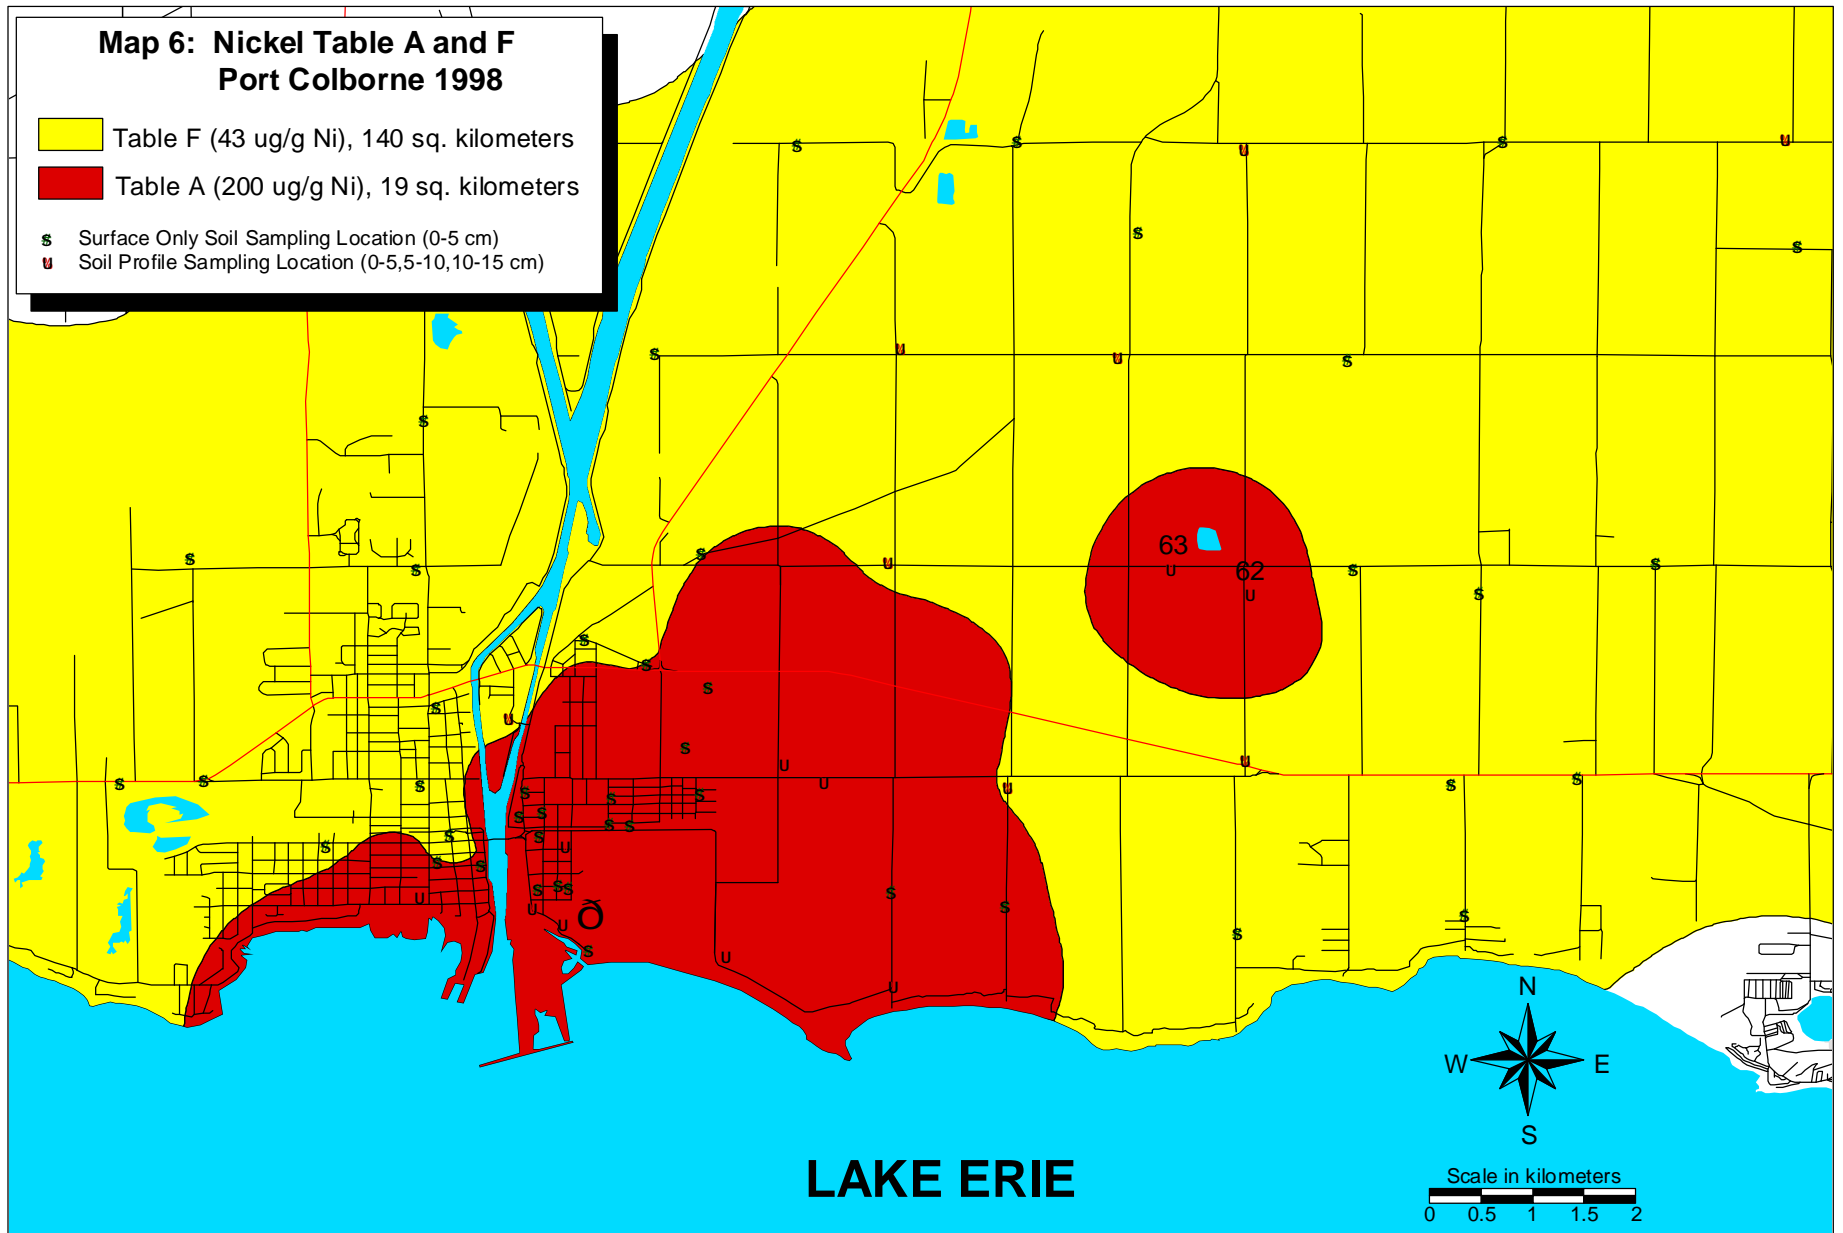 Map 6: Nickel Table A and F
Port Colborne 1998
Table F (43 ug/g Ni), 140 sq. kilometers
Table A (200 ug/g Ni), 19 sq. kilometers
Surface Only Soil Sampling Location (0-5 cm)
Soil Profile Sampling Location (0-5,5-10,10-15 cm)
63
62
N
W E
S
LAKE ERIE
Scale in kilometers
0 0.5 1 1.5 2